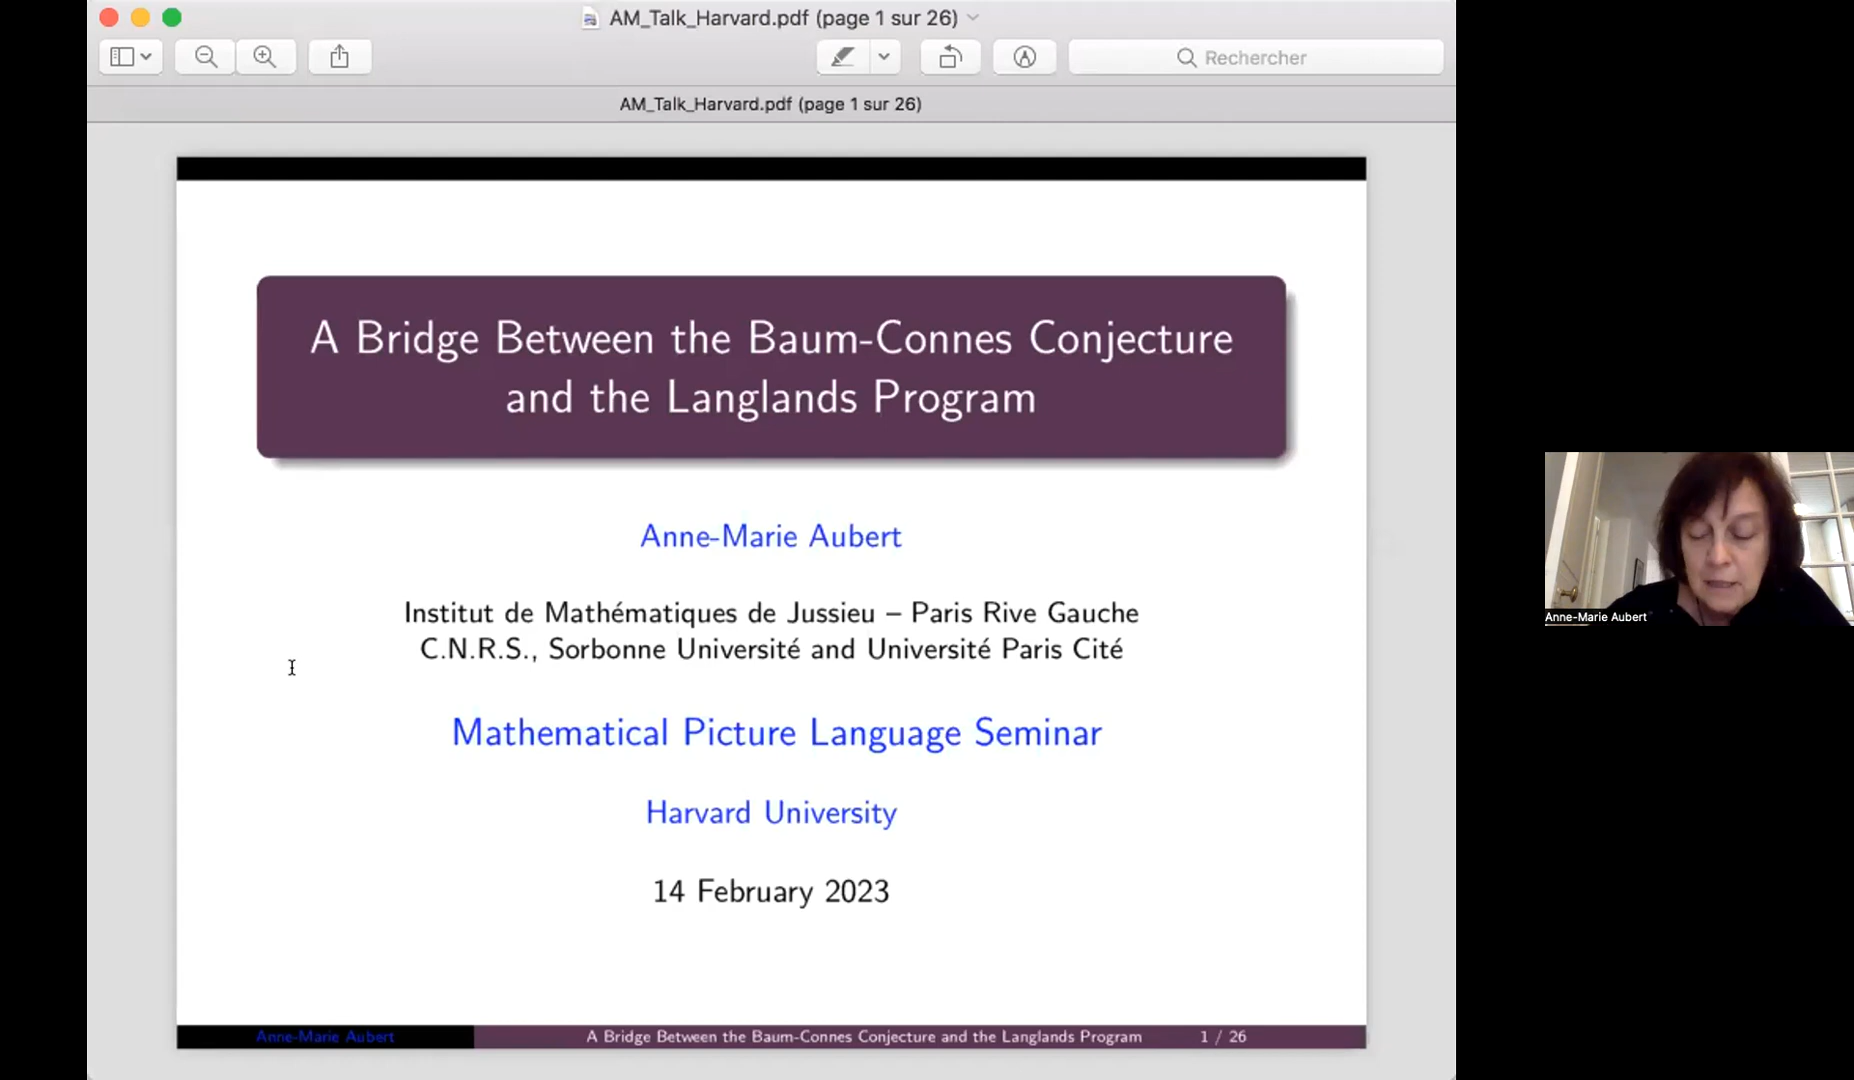 AM_Talk_Harvard.pdf (page 1 sur 26)
Rechercher
AM_Talk_Harvard.pdf (page 1 sur 26)
A Bridge Between the Baum-Connes Conjecture
and the Langlands Program
Anne-Marie Aubert
Institut de Mathématiques de Jussieu – Paris Rive Gauche
C.N.R.S., Sorbonne Université and Université Paris Cité
Mathematical Picture Language Seminar
Harvard University
14 February 2023
Anne-Marie Aubert A Bridge Between the Baum-Connes Conjecture and the Langlands Program 1 / 26
Anne-Marie Aubert